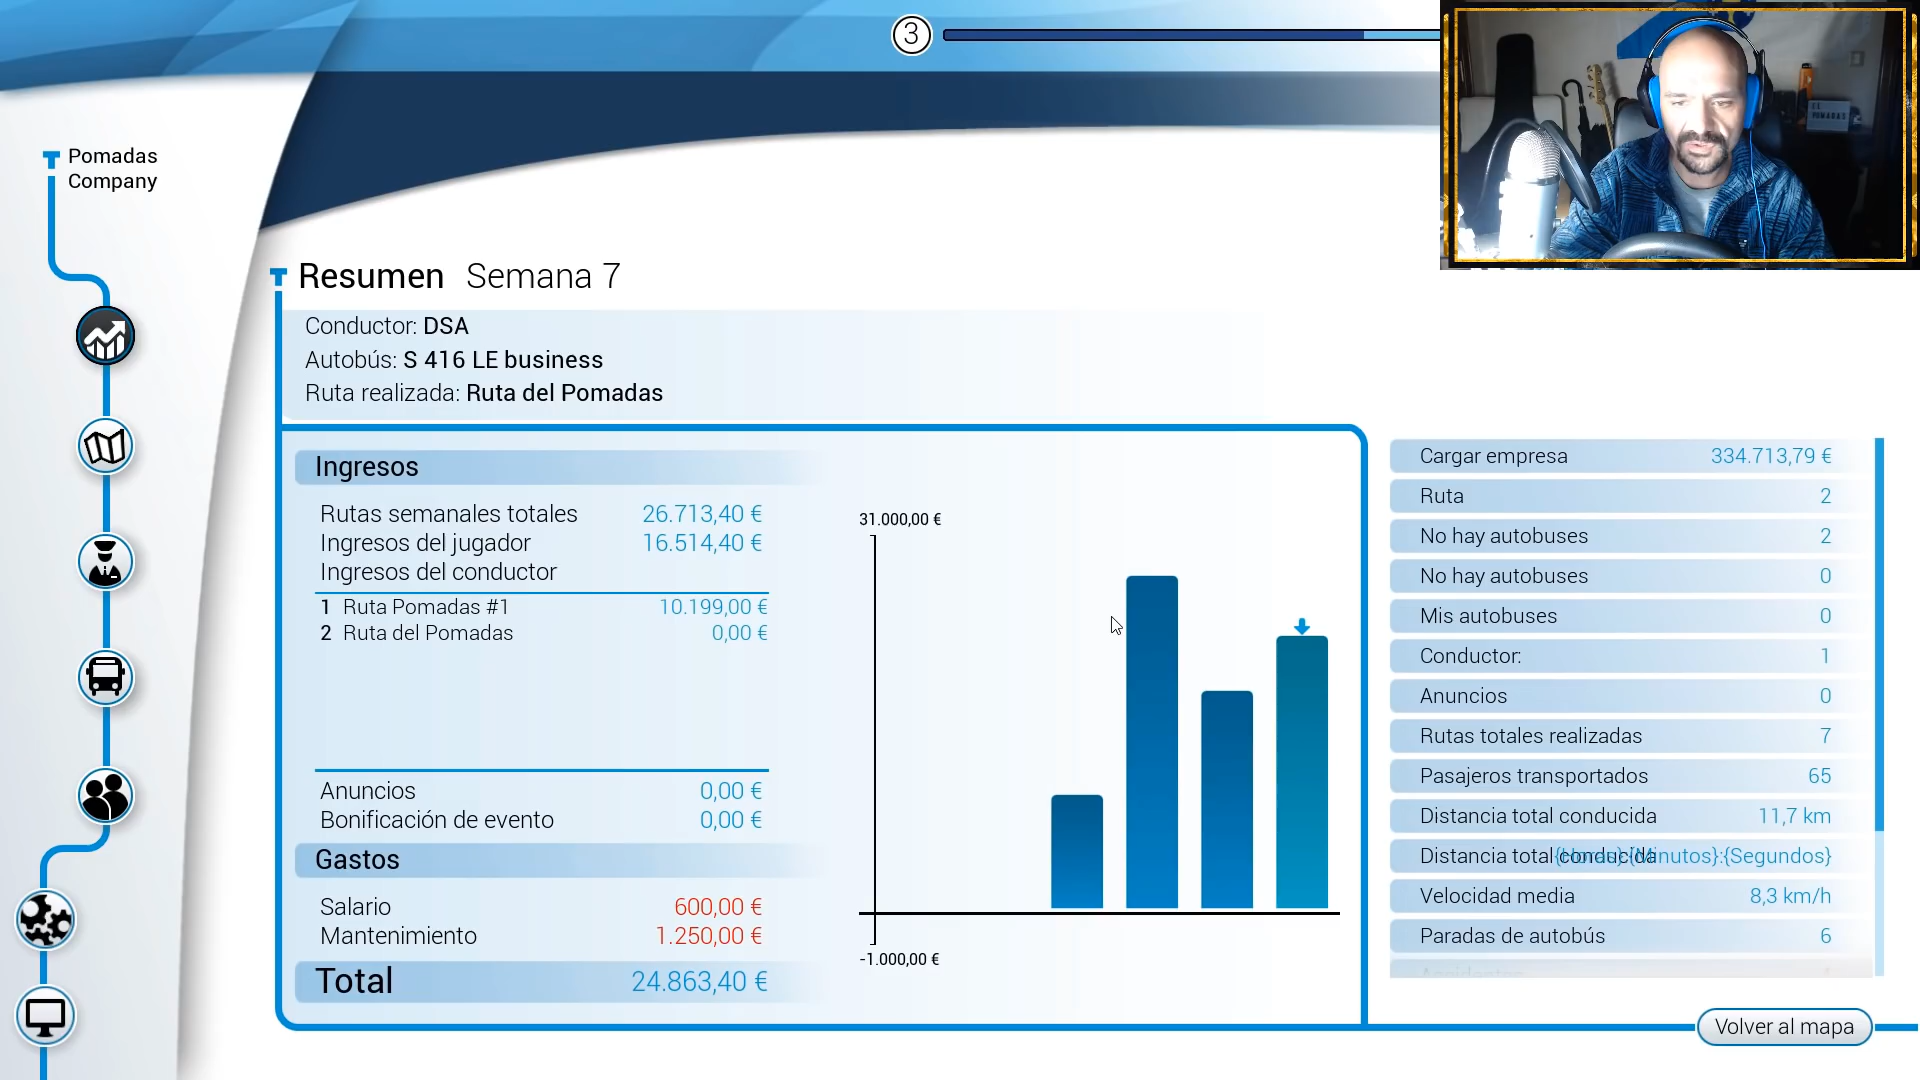 3
Pomadas
Company
Resumen Semana 7
Conductor: DSA
Autobús: S 416 LE business
Ruta realizada: Ruta del Pomadas
Ingresos
Rutas semanales totales 26.713,40 €
Ingresos del jugador 16.514,40 €
Ingresos del conductor
1 Ruta Pomadas #1 10.199,00 €
2 Ruta del Pomadas 0,00 €
Anuncios 0,00 €
Bonificación de evento 0,00 €
Gastos
Salario 600,00 €
Mantenimiento 1.250,00 €
Total 24.863,40 €
31.000,00 €
-1.000,00 €
Cargar empresa 334.713,79 €
Ruta 2
No hay autobuses 2
No hay autobuses 0
Mis autobuses 0
Conductor: 1
Anuncios 0
Rutas totales realizadas 7
Pasajeros transportados 65
Distancia total conducida 11,7 km
Distancia total conducida {Horas}:{Minutos}:{Segundos}
Velocidad media 8,3 km/h
Paradas de autobús 6
Volver al mapa